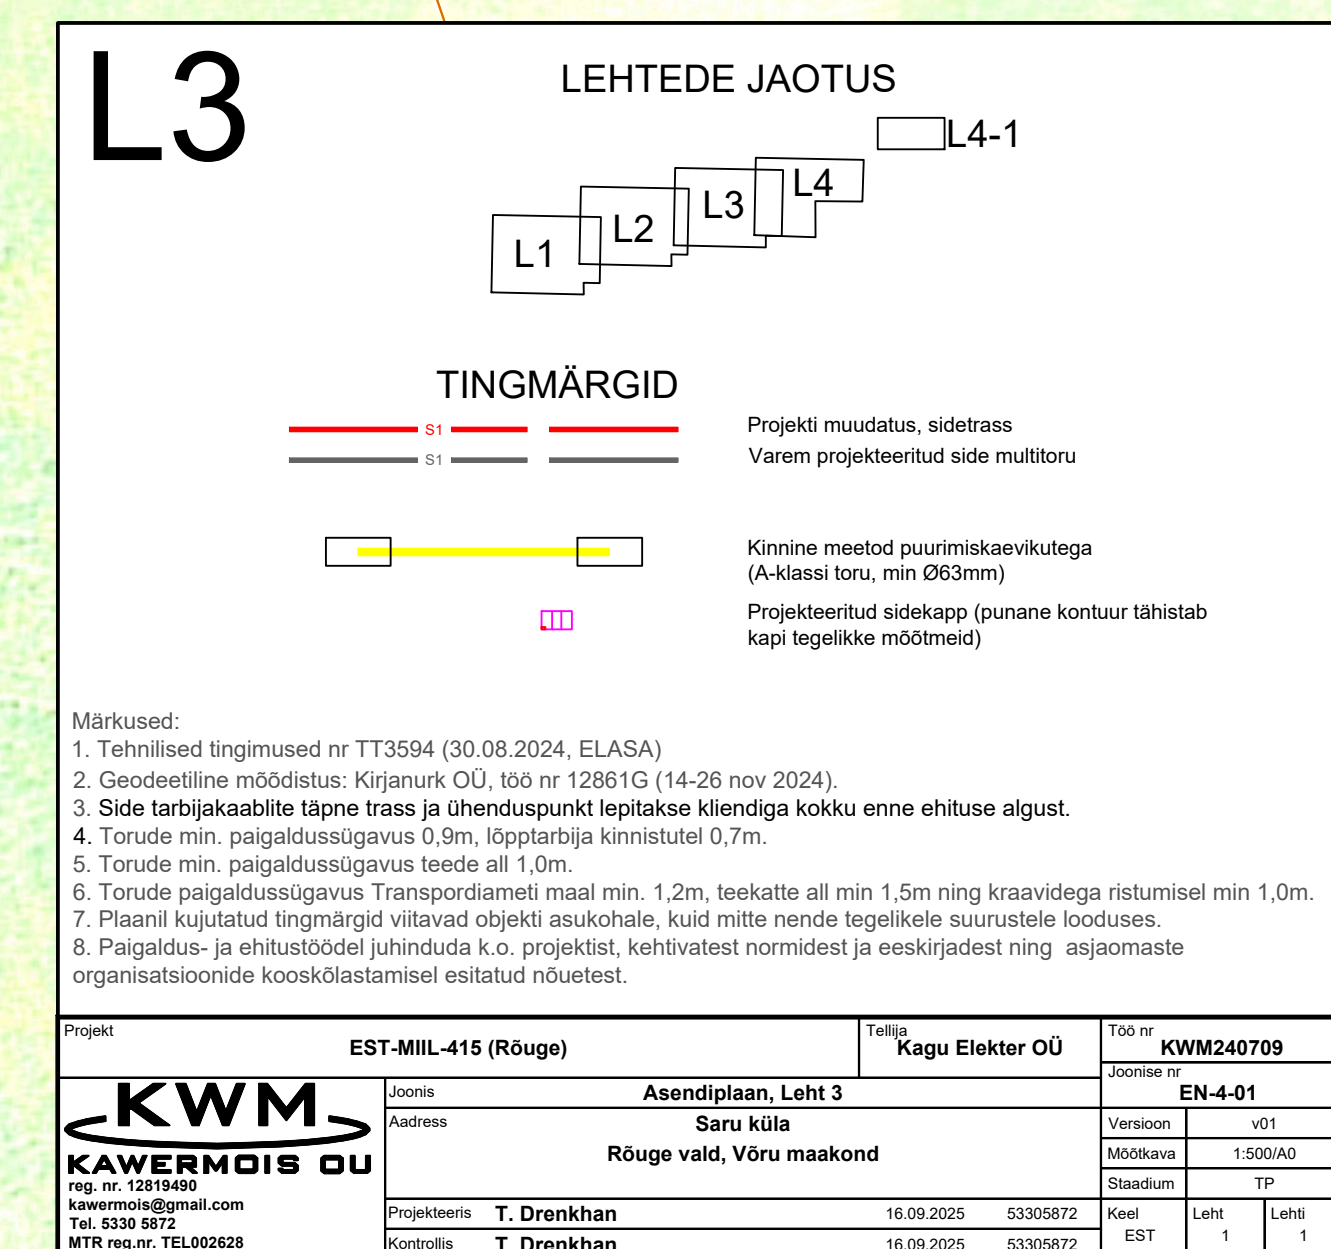 L3
LEHTEDE JAOTUS
L4-1
L4
L3
L2
L1
TINGMÄRGID
S1
Projekti muudatus, sidetrass
S1
Varem projekteeritud side multitoru
Kinnine meetod puurimiskaevikutega
(A-klassi toru, min Ø63mm)
Projekteeritud sidekapp (punane kontuur tähistab
kapi tegelikke mõõtmeid)
Märkused:
1. Tehnilised tingimused nr TT3594 (30.08.2024, ELASA)
2. Geodeetiline mõõdistus: Kirjanurk OÜ, töö nr 12861G (14-26 nov 2024).
3. Side tarbijakaablite täpne trass ja ühenduspunkt lepitakse kliendiga kokku enne ehituse algust.
4. Torude min. paigaldussügavus 0,9m, lõpptarbija kinnistutel 0,7m.
5. Torude min. paigaldussügavus teede all 1,0m.
6. Torude paigaldussügavus Transpordiameti maal min. 1,2m, teekatte all min 1,5m ning kraavidega ristumisel min 1,0m.
7. Plaanil kujutatud tingmärgid viitavad objekti asukohale, kuid mitte nende tegelikele suurustele looduses.
8. Paigaldus- ja ehitustöödel juhinduda k.o. projektist, kehtivatest normidest ja eeskirjadest ning asjaomaste
organisatsioonide kooskõlastamisel esitatud nõuetest.
Projekt
EST-MIIL-415 (Rõuge)
Tellija
Kagu Elekter OÜ
Töö nr
KWM240709
Joonise nr
EN-4-01
KWM
KAWERMOIS OU
reg. nr. 12819490
kawermois@gmail.com
Tel. 5330 5872
MTR reg.nr. TEL002628
Joonis
Asendiplaan, Leht 3
Aadress
Saru küla
Rõuge vald, Võru maakond
Versioon v01
Mõõtkava 1:500/A0
Staadium TP
Projekteeris T. Drenkhan 16.09.2025 53305872
Kontrollis T. Drenkhan 16.09.2025 53305872
Keel Leht Lehti
EST 1 1